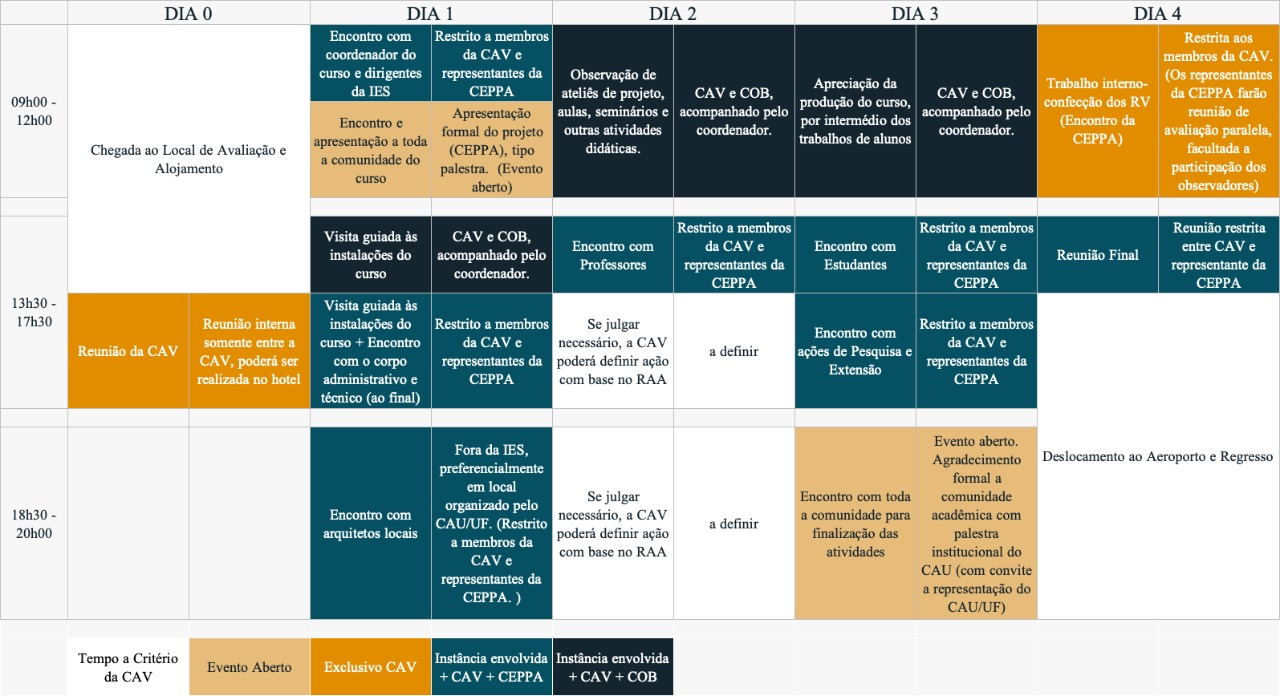 DIA 0
DIA 1
DIA 2
DIA 3
DIA 4
09h00 -
12h00
Chegada ao Local de Avaliação e
Alojamento
Encontro com
coordenador do
curso e dirigentes
da IES
Restrito a membros
da CAV e
representantes da
CEPPA
Encontro e
apresentação a toda
a comunidade do
curso
Apresentação
formal do projeto
(CEPPA), tipo
palestra. (Evento
aberto)
Observação de
ateliês de projeto,
aulas, seminários e
outras atividades
didáticas.
CAV e COB,
acompanhado pelo
coordenador.
Apreciação da
produção do curso,
por intermédio dos
trabalhos de alunos
CAV e COB,
acompanhado pelo
coordenador.
Trabalho interno-
confecção dos RV
(Encontro da
CEPPA)
Restrita aos
membros da CAV.
(Os representantes
da CEPPA farão
reunião de
avaliação paralela,
facultada a
participação dos
observadores)
13h30 -
17h30
Visita guiada às
instalações do
curso
CAV e COB,
acompanhado pelo
coordenador.
Encontro com
Professores
Restrito a membros
da CAV e
representantes da
CEPPA
Encontro com
Estudantes
Restrito a membros
da CAV e
representantes da
CEPPA
Reunião Final
Reunião restrita
entre CAV e
representante da
CEPPA
Reunião da CAV
Reunião interna
somente entre a
CAV, poderá ser
realizada no hotel
Visita guiada às
instalações do
curso + Encontro
com o corpo
administrativo e
técnico (ao final)
Restrito a membros
da CAV e
representantes da
CEPPA
Se julgar
necessário, a CAV
poderá definir ação
com base no RAA
a definir
Encontro com
ações de Pesquisa e
Extensão
Restrito a membros
da CAV e
representantes da
CEPPA
18h30 -
20h00
Encontro com
arquitetos locais
Fora da IES,
preferencialmente
em local
organizado pelo
CAU/UF. (Restrito
a membros da
CAV e
representantes da
CEPPA. )
Se julgar
necessário, a CAV
poderá definir ação
com base no RAA
a definir
Encontro com toda
a comunidade para
finalização das
atividades
Evento aberto.
Agradecimento
formal a
comunidade
acadêmica com
palestra
institucional do
CAU (com convite
a representação do
CAU/UF)
Deslocamento ao Aeroporto e Regresso
Tempo a Critério
da CAV
Evento Aberto
Exclusivo CAV
Instância envolvida
+ CAV + CEPPA
Instância envolvida
+ CAV + COB